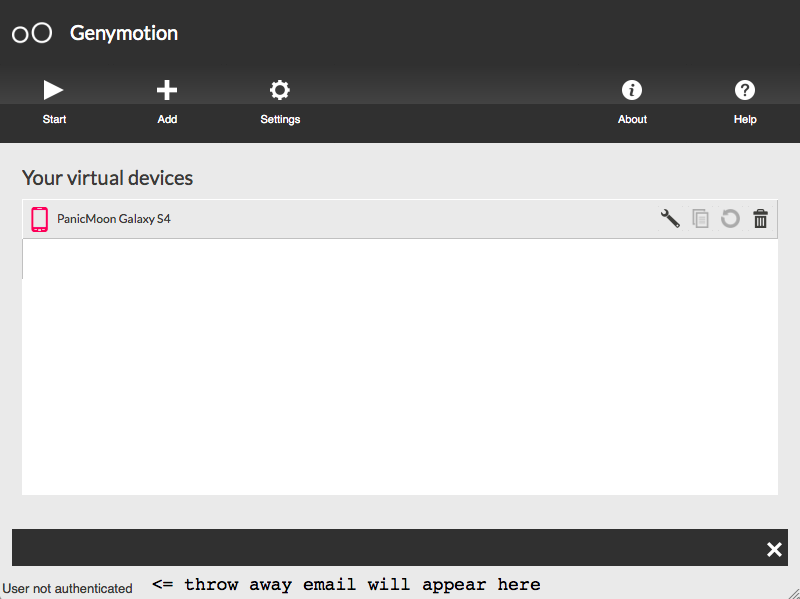 Genymotion
Start Add Settings About Help
Your virtual devices
PanicMoon Galaxy S4
User not authenticated <= throw away email will appear here